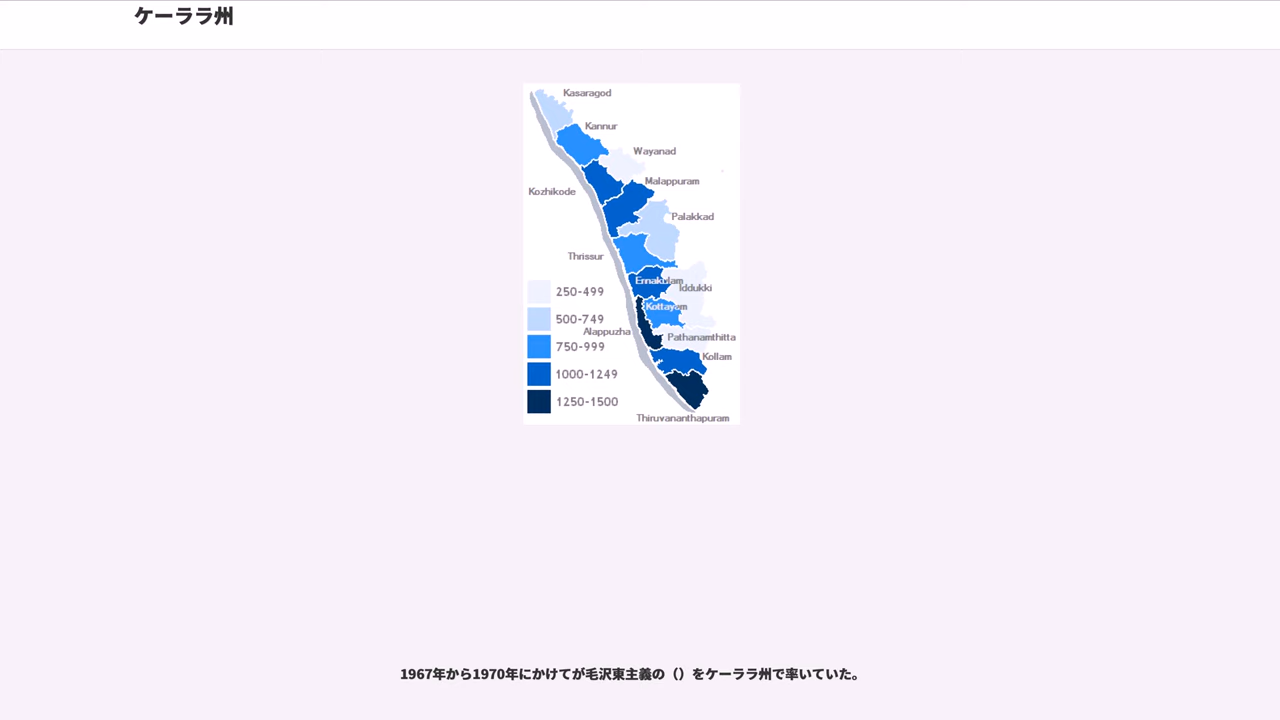 ケーララ州
Kasaragod
Kannur
Wayanad
Malappuram
Kozhikode
Palakkad
Thrissur
Ernakulam
Iddukki
250-499
Kottayam
500-749
Alappuzha
Pathanamthitta
750-999
Kollam
1000-1249
1250-1500
Thiruvananthapuram
1967年から1970年にかけてが毛沢東主義の（）をケーララ州で率いていた。